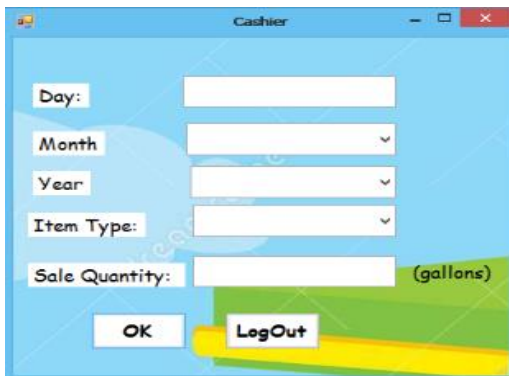 Cashier
Day:
Month
Year
Item Type:
Sale Quantity: (gallons)
OK LogOut